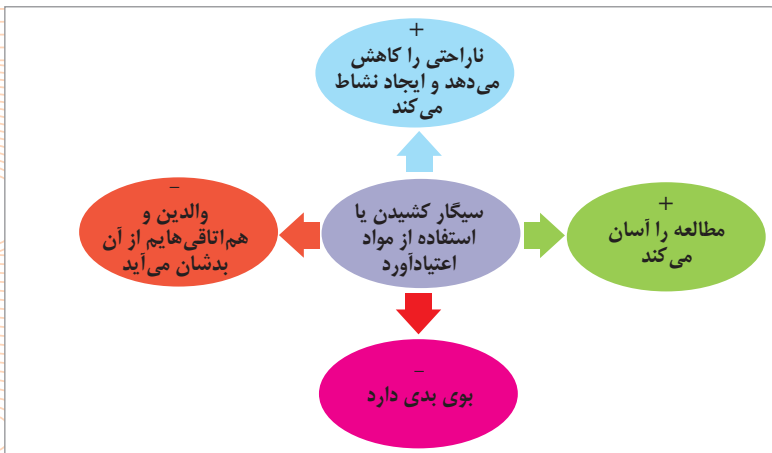 +
ناراحتی را کاهش
می‌دهد و ایجاد نشاط
می‌کند
سیگار کشیدن یا
استفاده از مواد
اعتیادآورد
+
مطالعه را آسان
می‌کند
−
والدین و
هم‌اتاقی‌هایم از آن
بدشان می‌آید
−
بوی بدی دارد